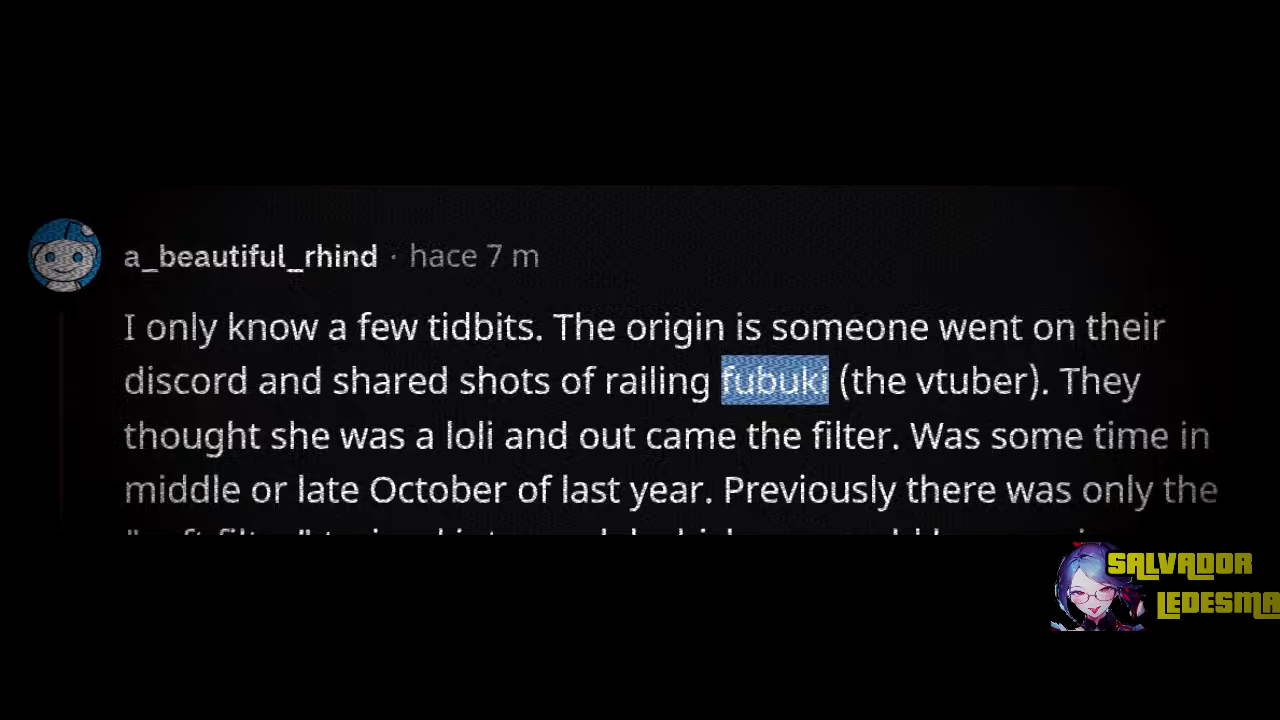 a_beautiful_rhind · hace 7 m
I only know a few tidbits. The origin is someone went on their
discord and shared shots of railing fubuki (the vtuber). They
thought she was a loli and out came the filter. Was some time in
middle or late October of last year. Previously there was only the
SALVADOR
LEDESMA